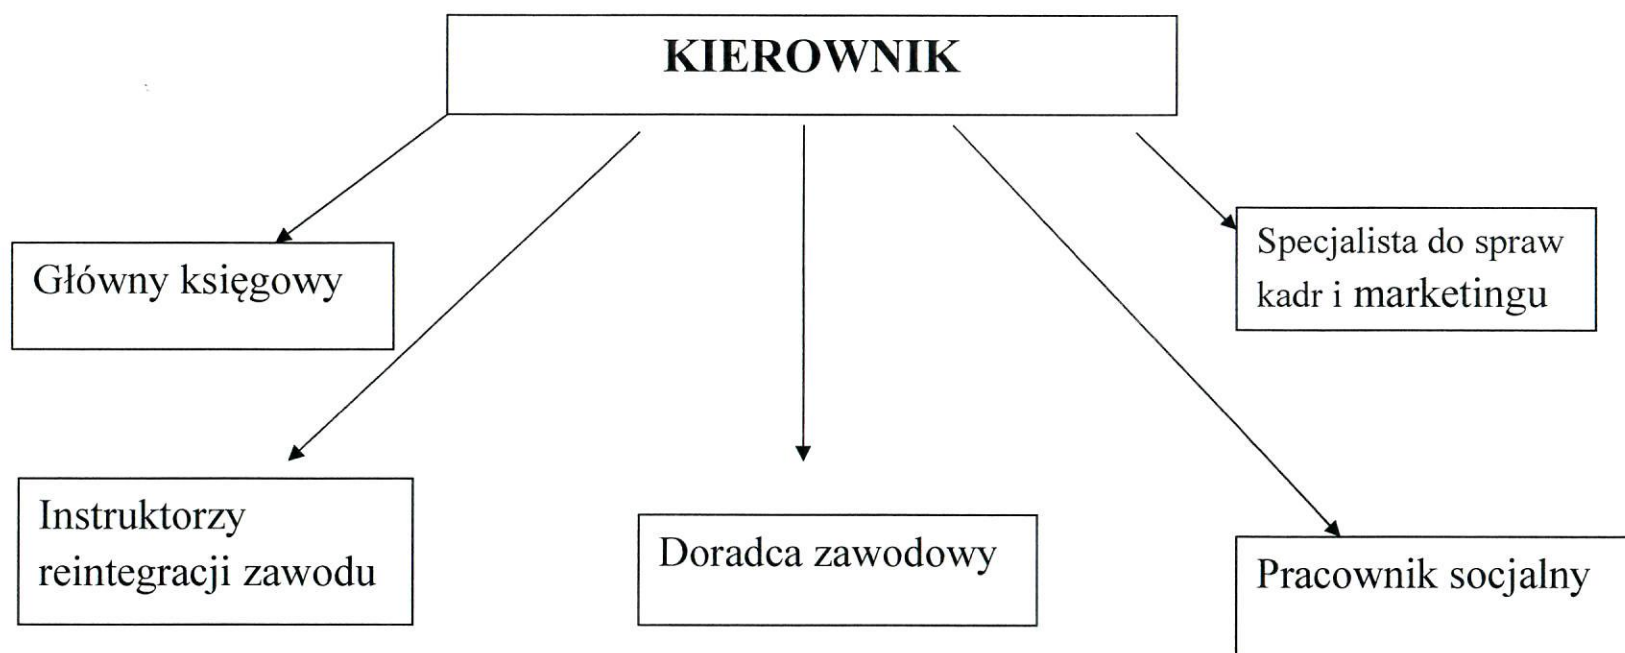 KIEROWNIK
Główny księgowy
Specjalista do spraw
kadr i marketingu
Instruktorzy
reintegracji zawodu
Doradca zawodowy
Pracownik socjalny